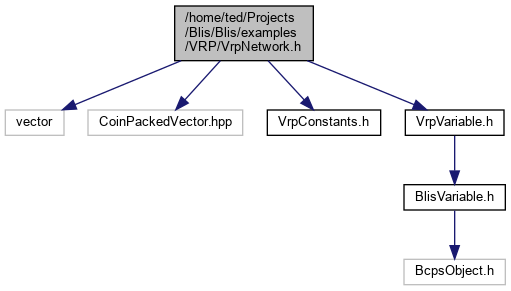 /home/ted/Projects
/Blis/Blis/examples
/VRP/VrpNetwork.h
vector
CoinPackedVector.hpp
VrpConstants.h
VrpVariable.h
BlisVariable.h
BcpsObject.h